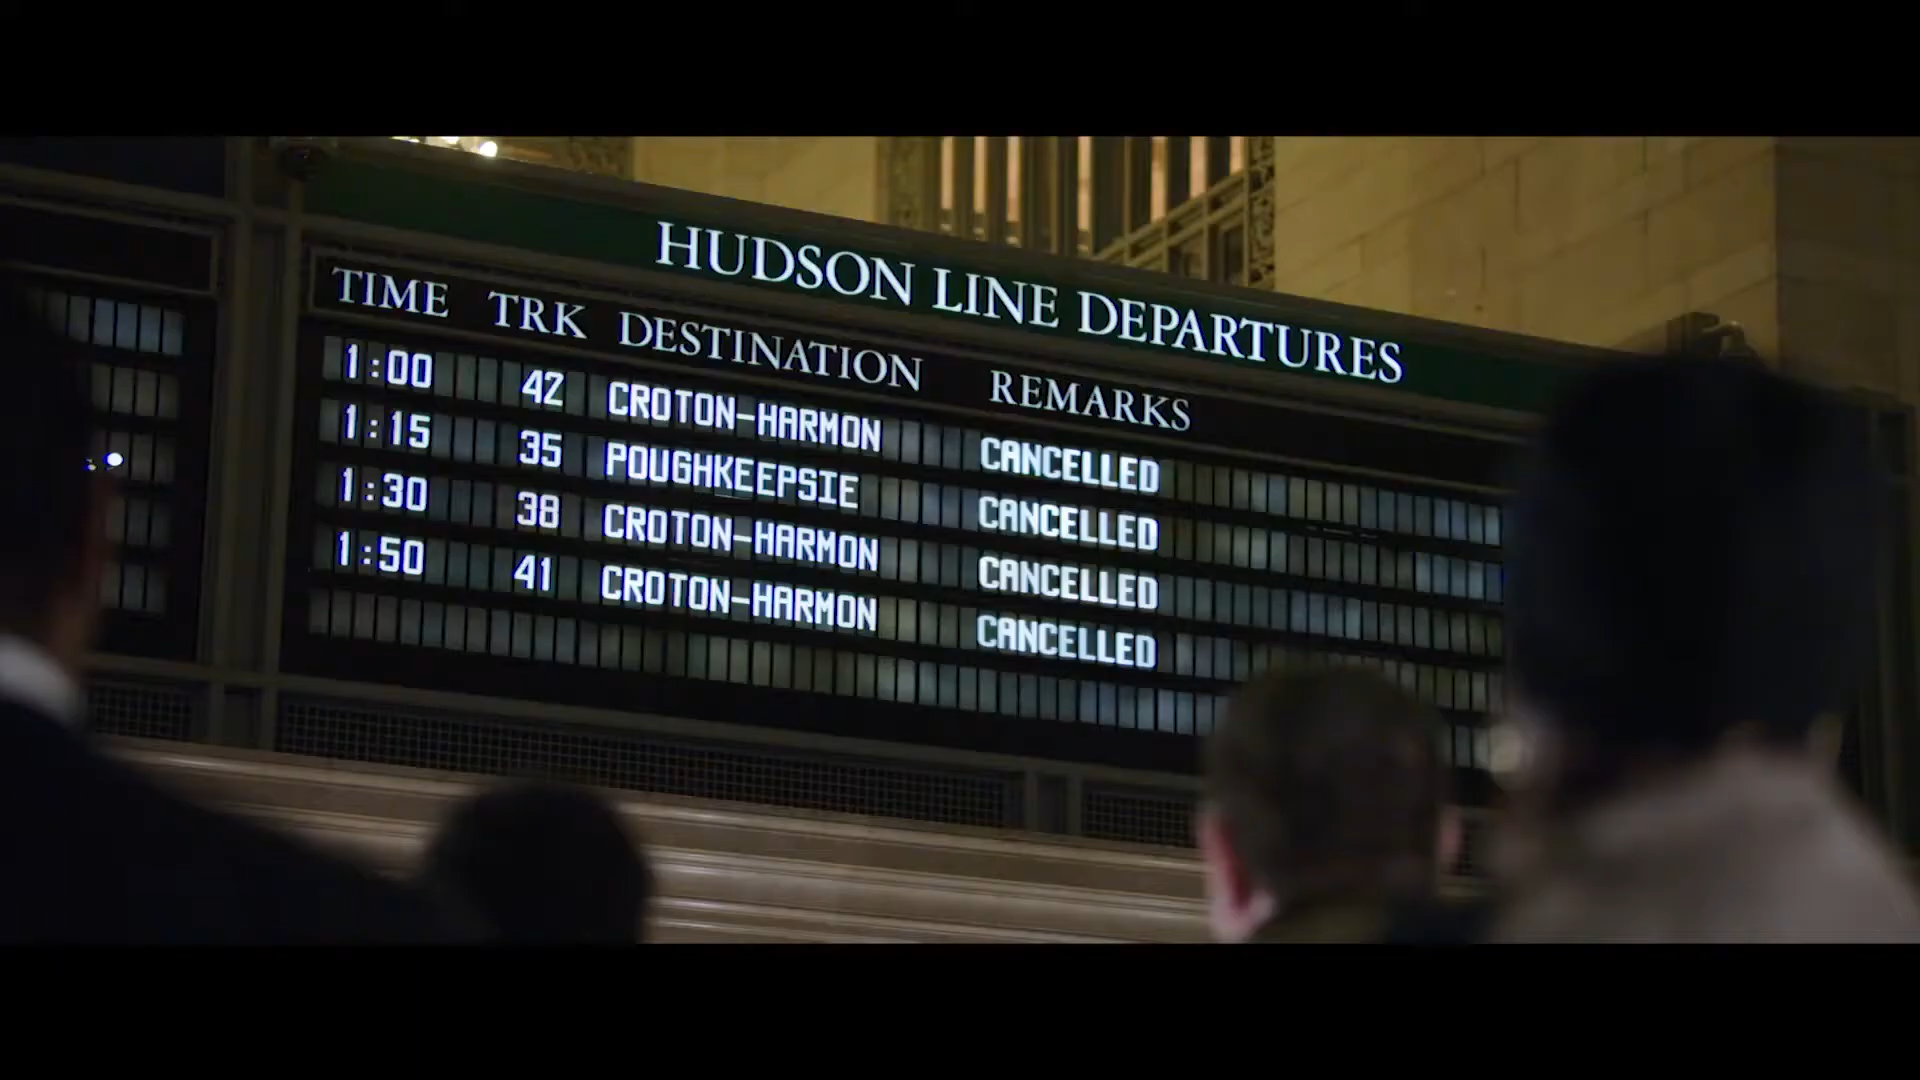 HUDSON LINE DEPARTURES
TIME TRK DESTINATION REMARKS
1:00 42 CROTON-HARMON CANCELLED
1:15 35 POUGHKEEPSIE CANCELLED
1:30 38 CROTON-HARMON CANCELLED
1:50 41 CROTON-HARMON CANCELLED